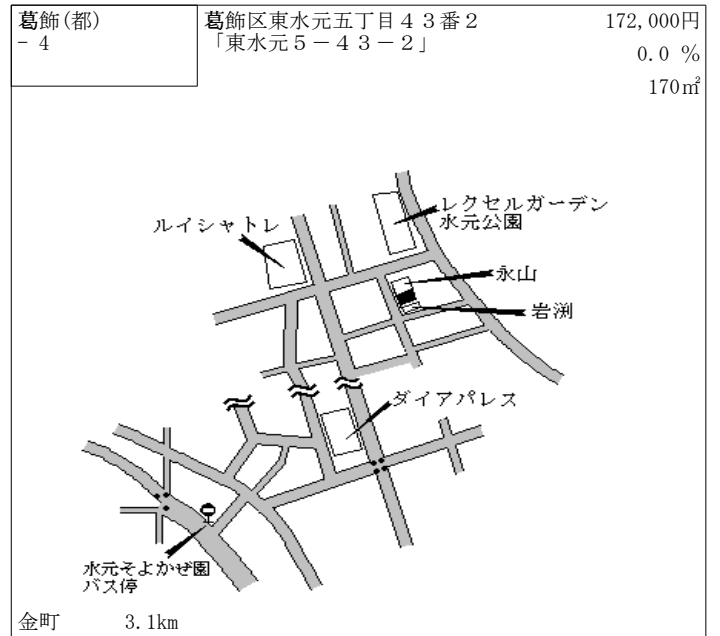 葛飾(都)
- 4
葛飾区東水元五丁目４３番２
「東水元５－４３－２」
172,000円
0.0 %
170㎡
ルイシャトレ
レクセルガーデン
水元公園
永山
岩渕
ダイアパレス
水元そよかぜ園
バス停
金町 3.1km